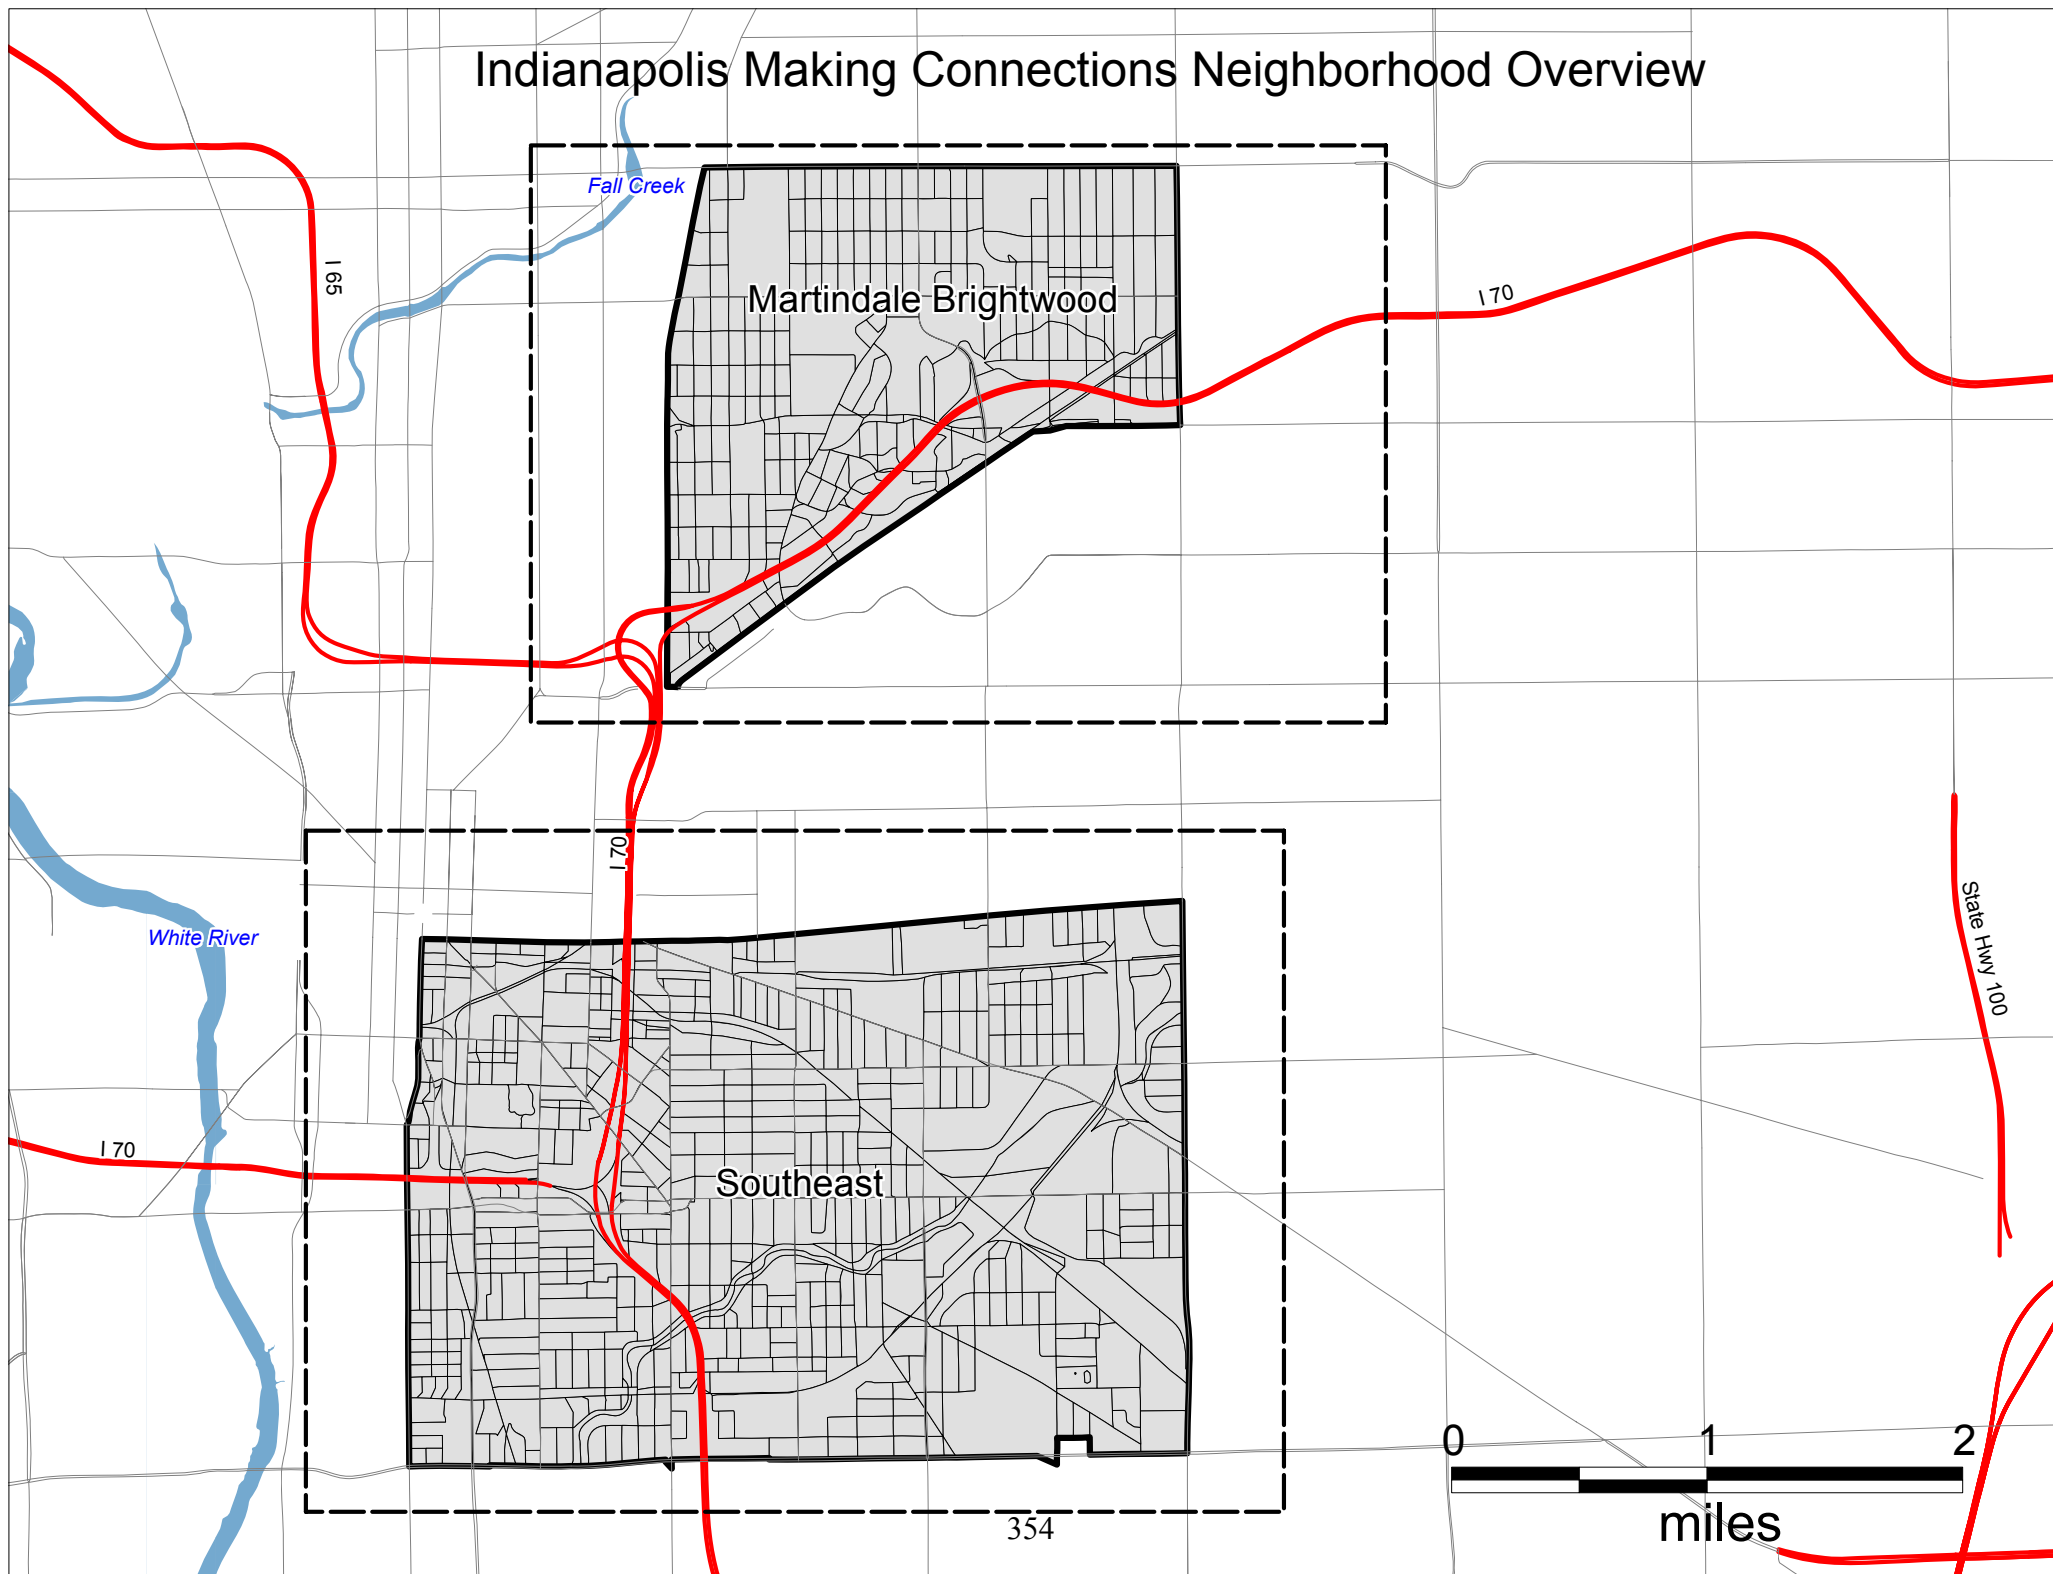 Indianapolis Making Connections Neighborhood Overview
Fall Creek
I 65
Martindale Brightwood
I 70
I 70
State Hwy 100
White River
I 70
Southeast
0 1 2
miles
354